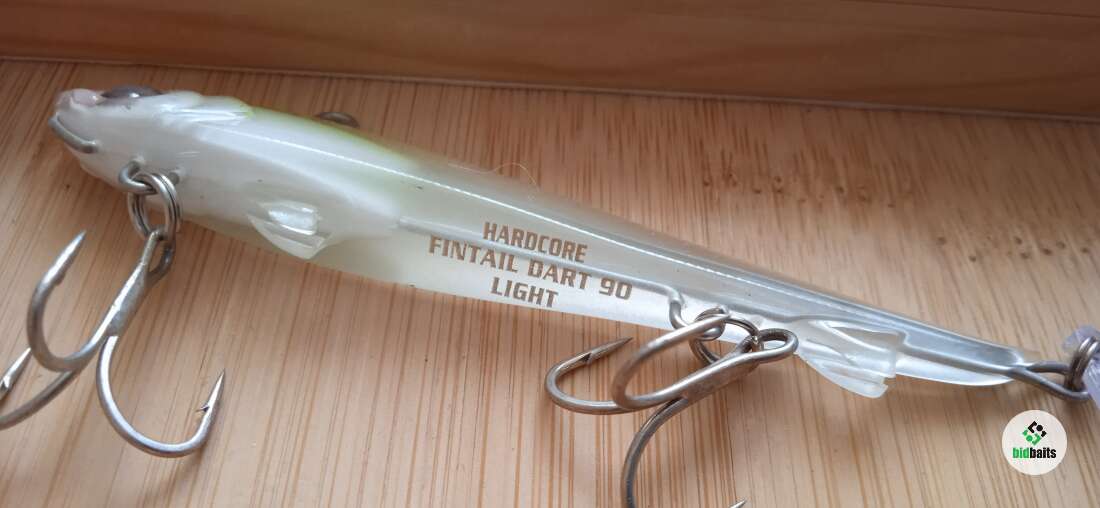 HARDCORE
FINTAIL DART 90
LIGHT
bidbaits